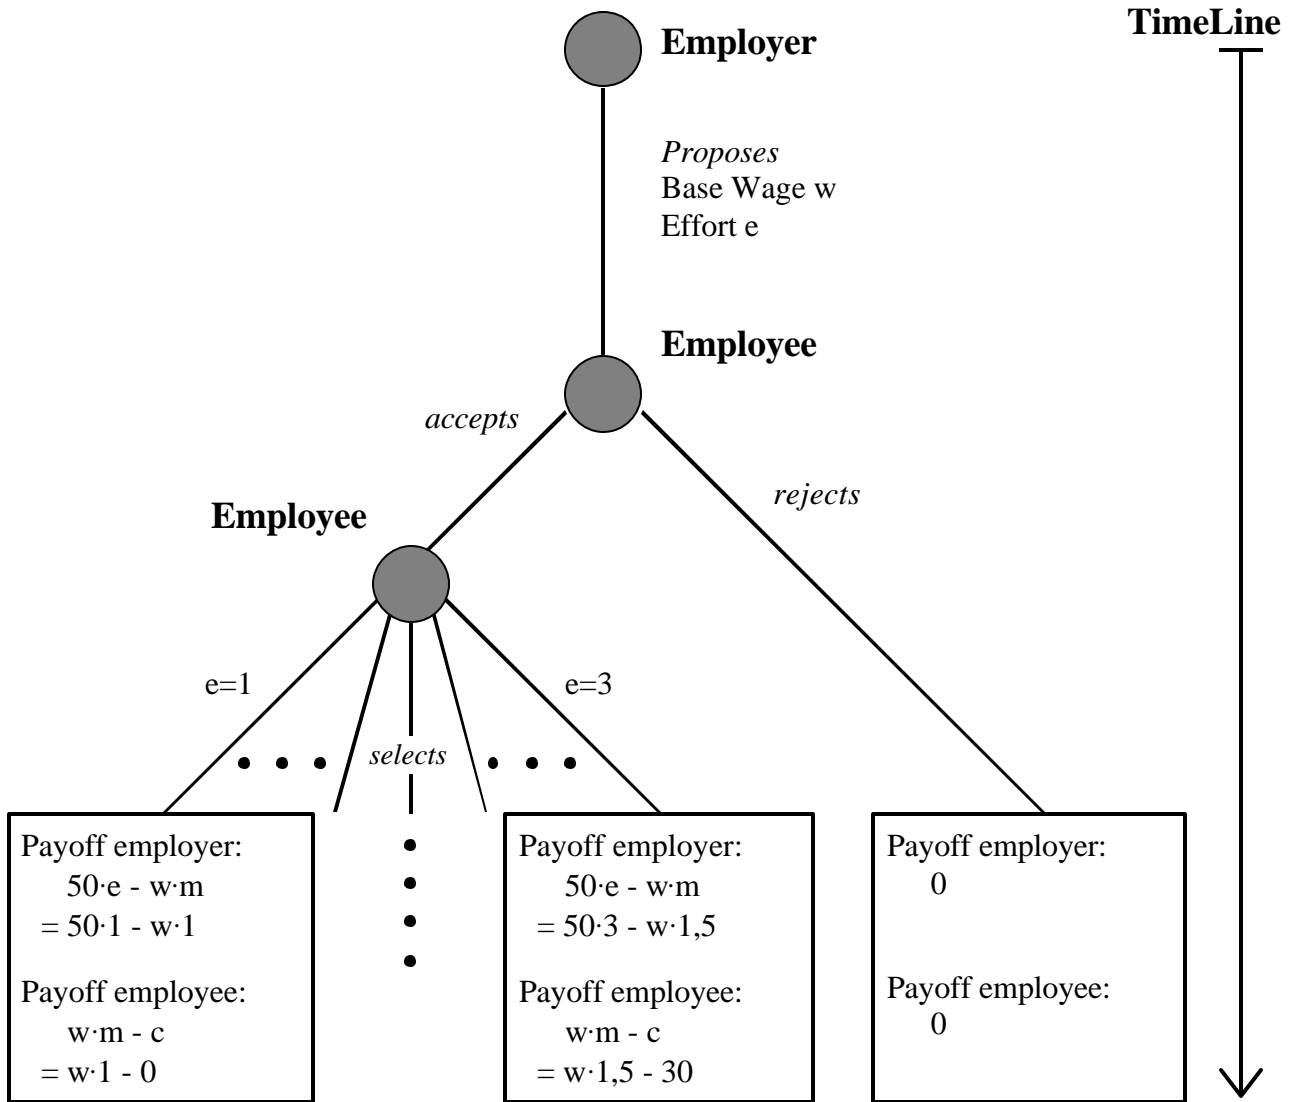 TimeLine
Employer
Proposes
Base Wage w
Effort e
Employee
accepts
rejects
Employee
e=1
e=3
selects
Payoff employer:
50·e - w·m
= 50·1 - w·1
Payoff employee:
w·m - c
= w·1 - 0
Payoff employer:
50·e - w·m
= 50·3 - w·1,5
Payoff employee:
w·m - c
= w·1,5 - 30
Payoff employer:
0
Payoff employee:
0